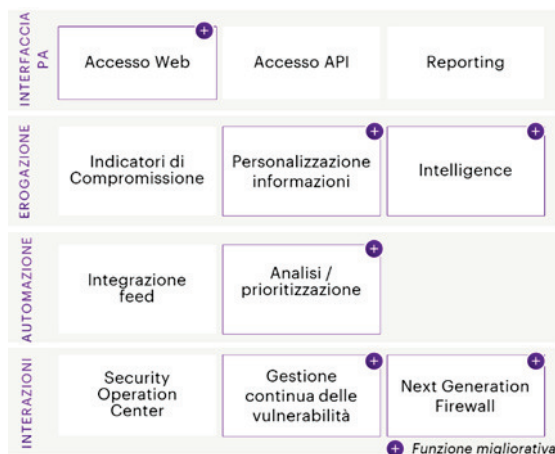 INTERFACCIA
PA
Accesso Web
Accesso API
Reporting
EROGAZIONE
Indicatori di
Compromissione
Personalizzazione
informazioni
Intelligence
AUTOMAZIONE
Integrazione
feed
Analisi /
prioritizzazione
INTERAZIONI
Security
Operation
Center
Gestione
continua delle
vulnerabilità
Next Generation
Firewall
Funzione migliorativa